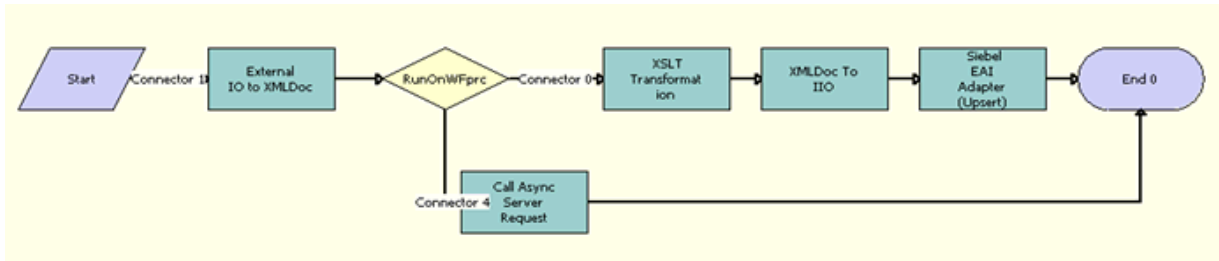 Start
Connector 1
External
IO to XMLDoc
RunOnWFprc
Connector 0
XSLT
Transformat
ion
XMLDoc To
IIO
Siebel
EAI
Adapter
(Upsert)
End 0
Connector 4
Call Async
Server
Request